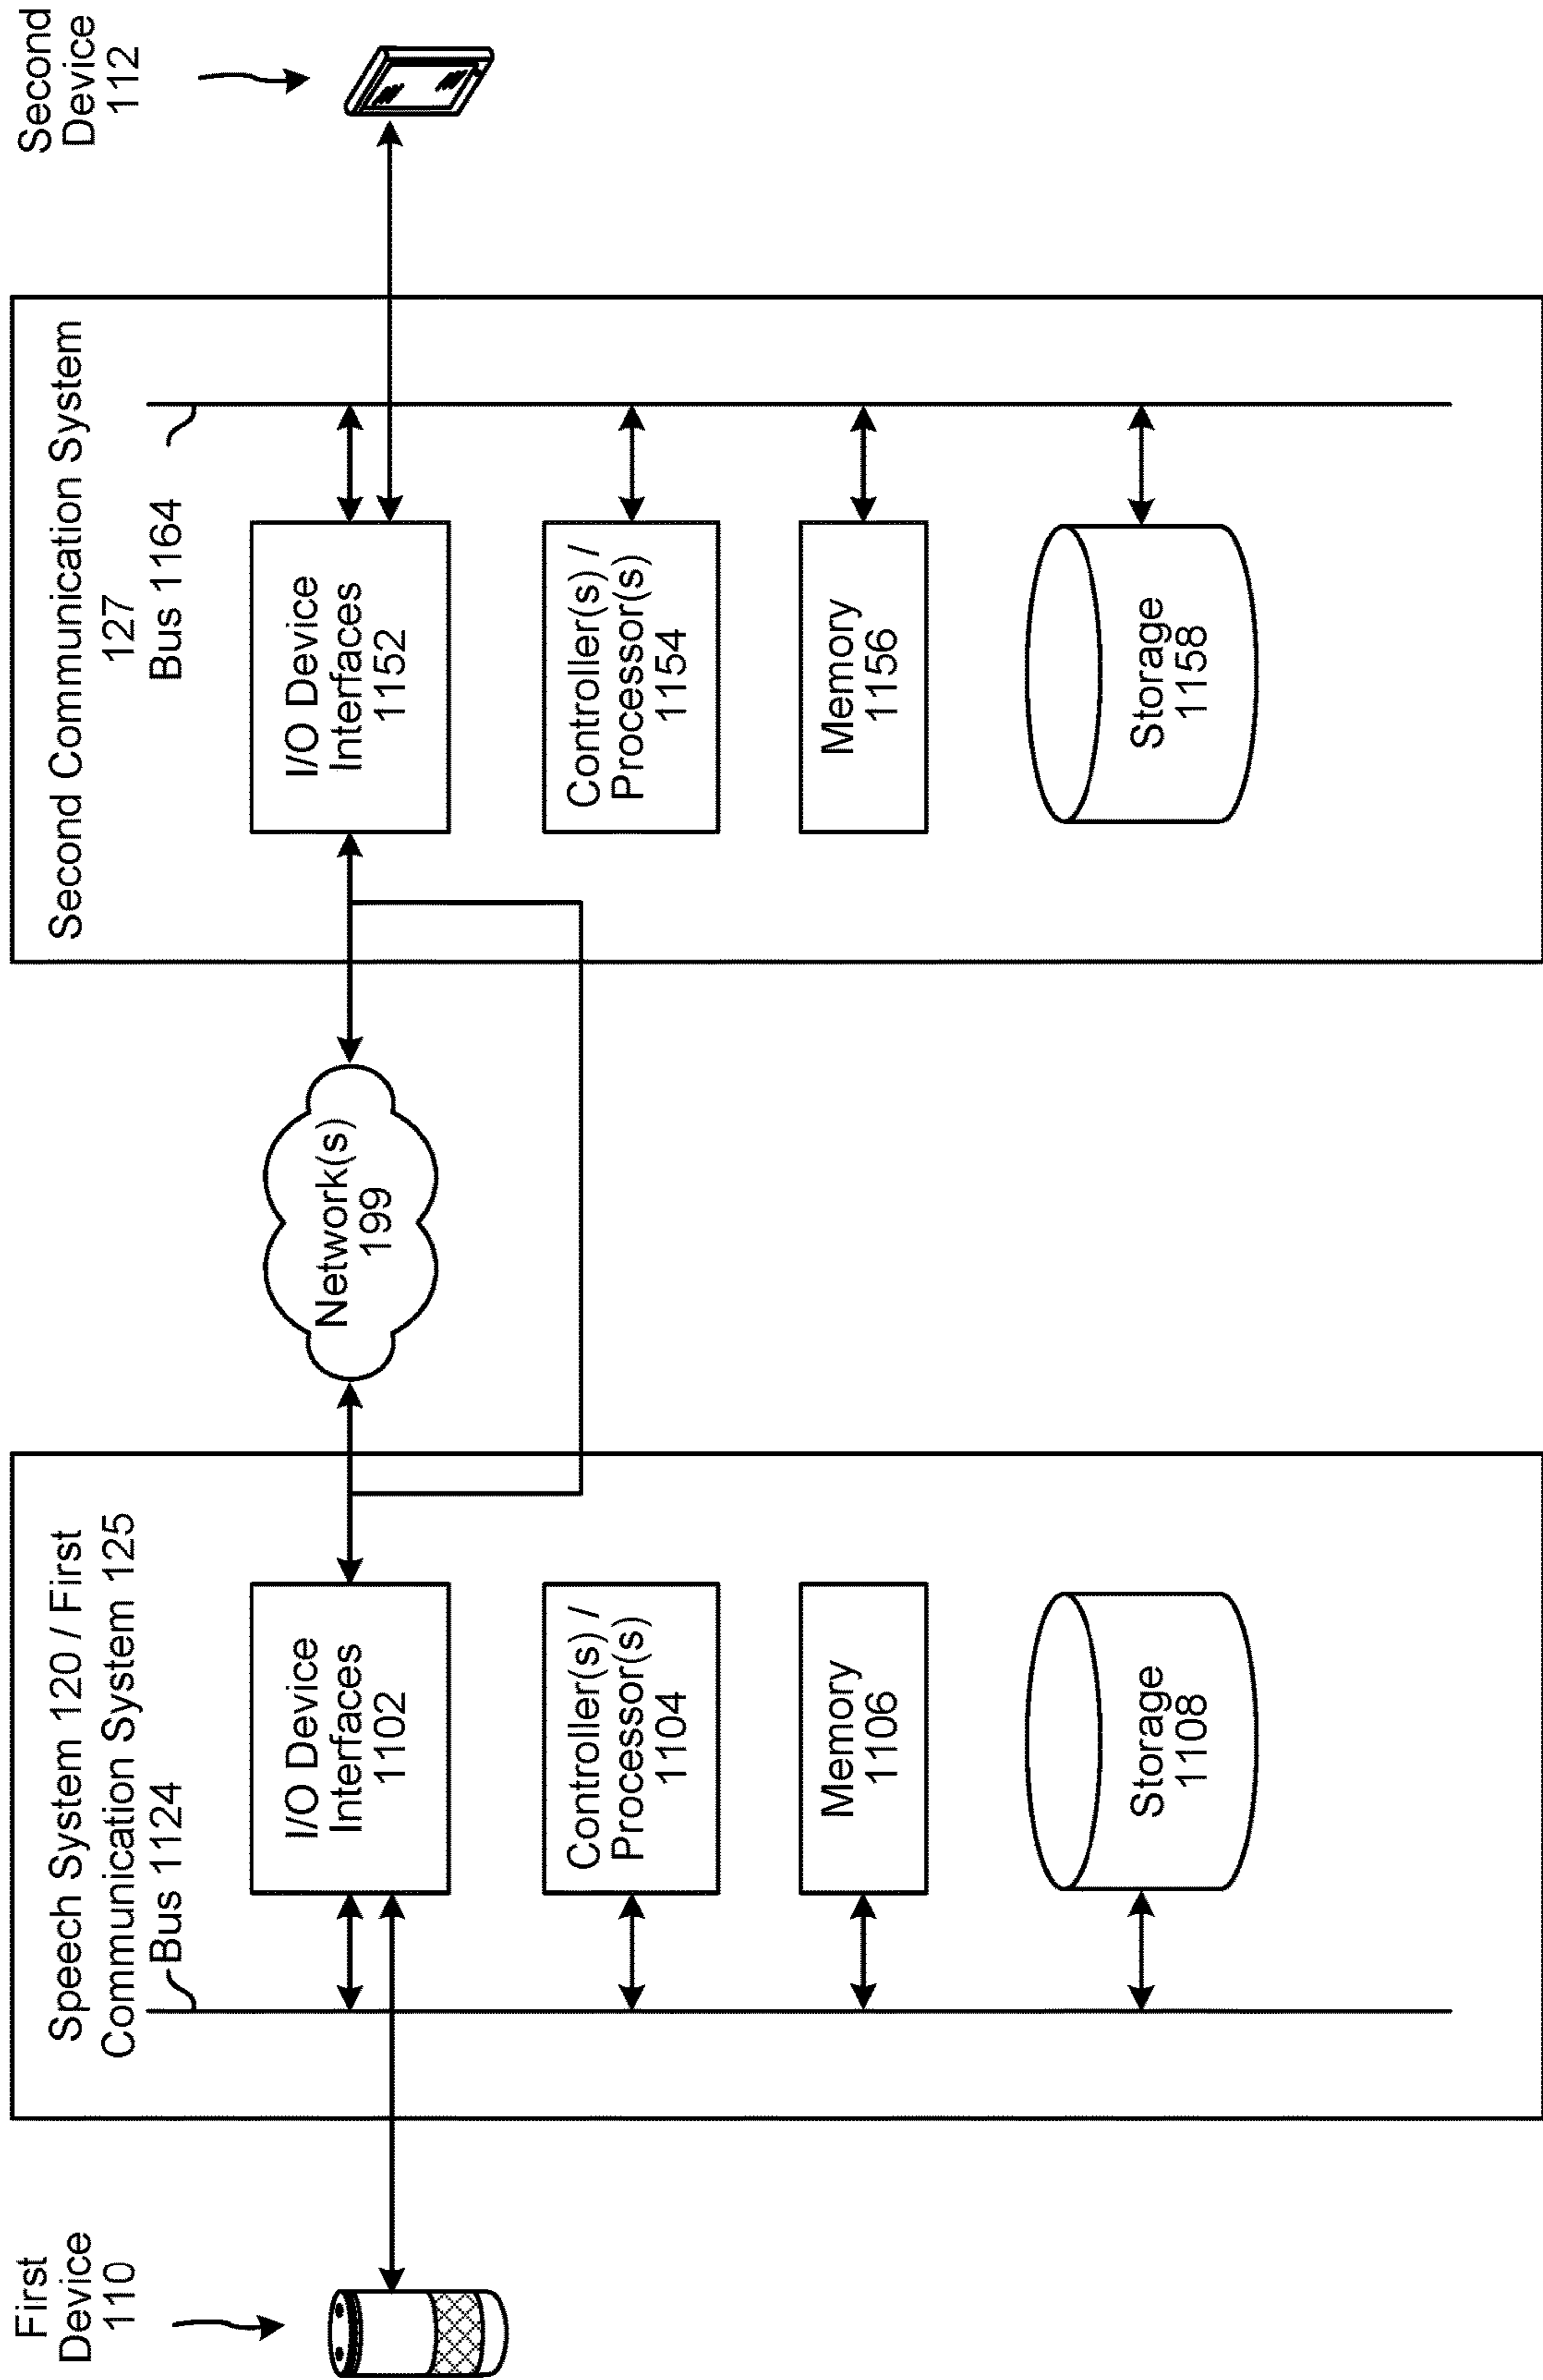 First
Device
110
Speech System 120 / First
Communication System 125
Bus 1124
I/O Device
Interfaces
1102
Controller(s) /
Processor(s)
1104
Memory
1106
Storage
1108
Network(s)
199
Second Communication System
127
Bus 1164
I/O Device
Interfaces
1152
Controller(s) /
Processor(s)
1154
Memory
1156
Storage
1158
Second
Device
112